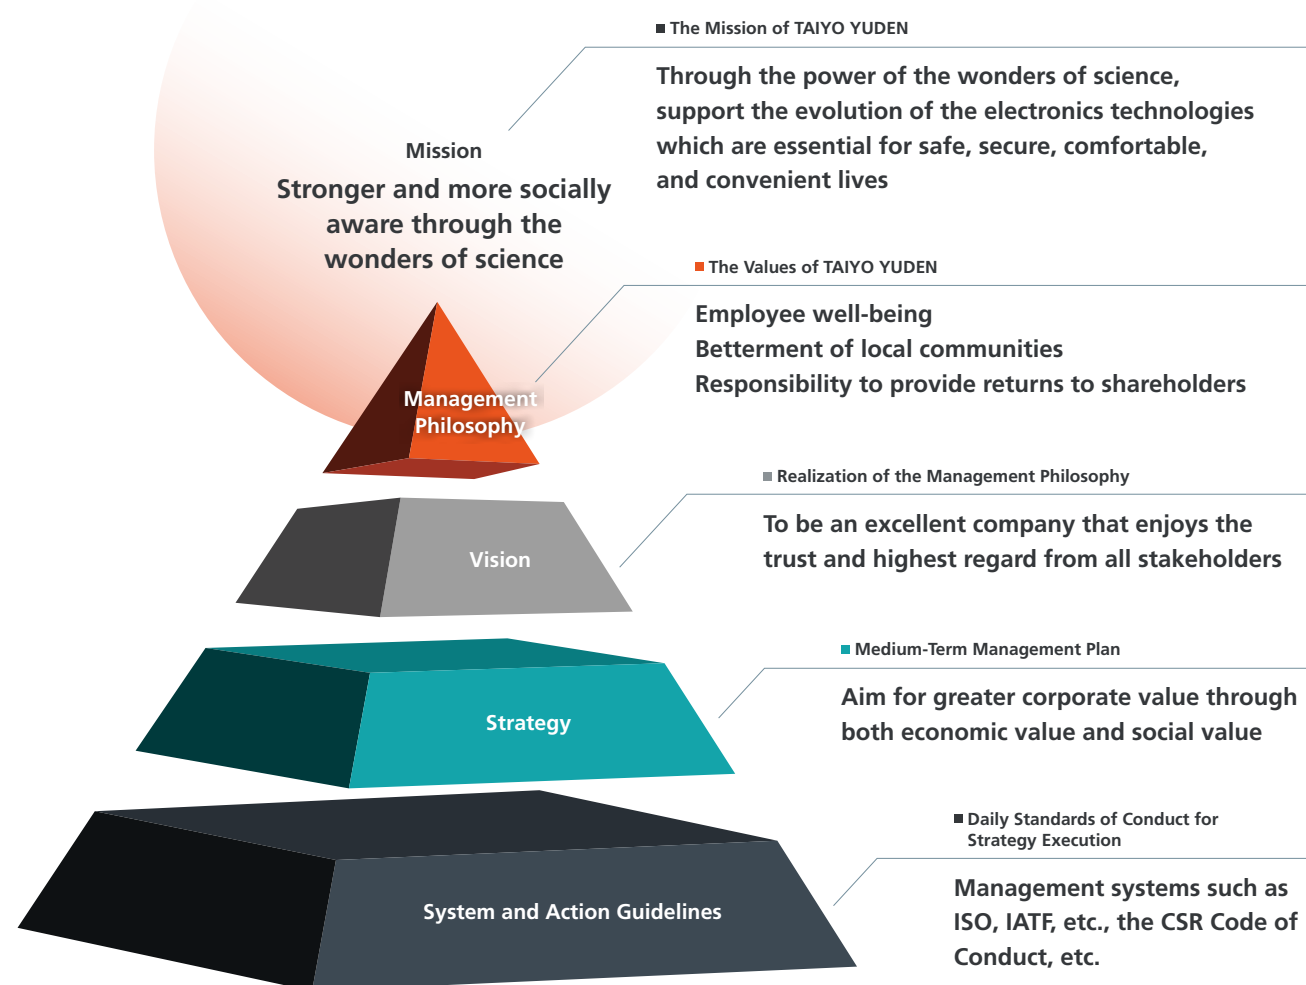 The Mission of TAIYO YUDEN
Through the power of the wonders of science,
support the evolution of the electronics technologies
which are essential for safe, secure, comfortable,
and convenient lives
Mission
Stronger and more socially
aware through the
wonders of science
The Values of TAIYO YUDEN
Employee well-being
Betterment of local communities
Responsibility to provide returns to shareholders
Management
Philosophy
Realization of the Management Philosophy
To be an excellent company that enjoys the
trust and highest regard from all stakeholders
Vision
Medium-Term Management Plan
Aim for greater corporate value through
both economic value and social value
Strategy
Daily Standards of Conduct for
Strategy Execution
Management systems such as
ISO, IATF, etc., the CSR Code of
Conduct, etc.
System and Action Guidelines